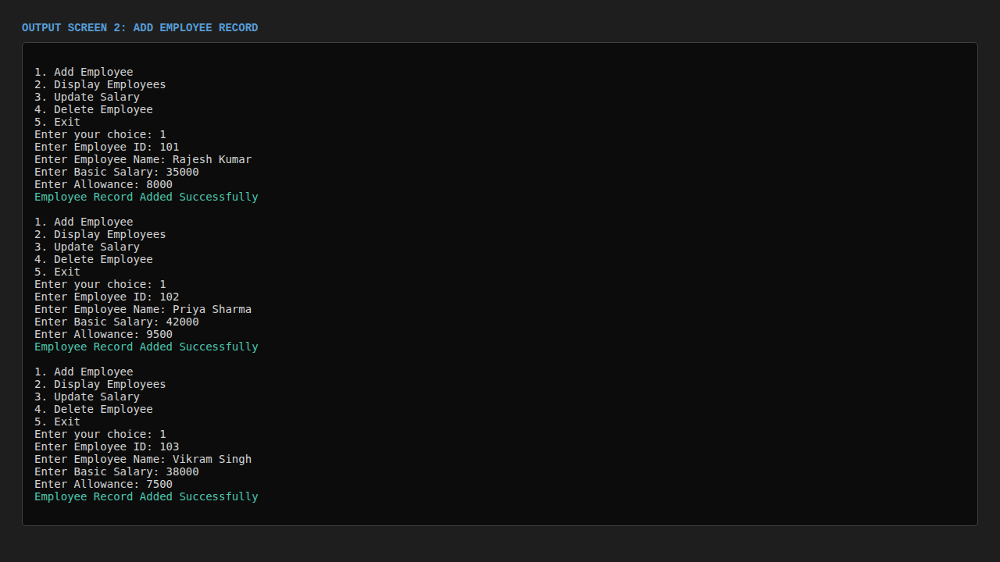 OUTPUT SCREEN 2: ADD EMPLOYEE RECORD
1. Add Employee
2. Display Employees
3. Update Salary
4. Delete Employee
5. Exit
Enter your choice: 1
Enter Employee ID: 101
Enter Employee Name: Rajesh Kumar
Enter Basic Salary: 35000
Enter Allowance: 8000
Employee Record Added Successfully
1. Add Employee
2. Display Employees
3. Update Salary
4. Delete Employee
5. Exit
Enter your choice: 1
Enter Employee ID: 102
Enter Employee Name: Priya Sharma
Enter Basic Salary: 42000
Enter Allowance: 9500
Employee Record Added Successfully
1. Add Employee
2. Display Employees
3. Update Salary
4. Delete Employee
5. Exit
Enter your choice: 1
Enter Employee ID: 103
Enter Employee Name: Vikram Singh
Enter Basic Salary: 38000
Enter Allowance: 7500
Employee Record Added Successfully